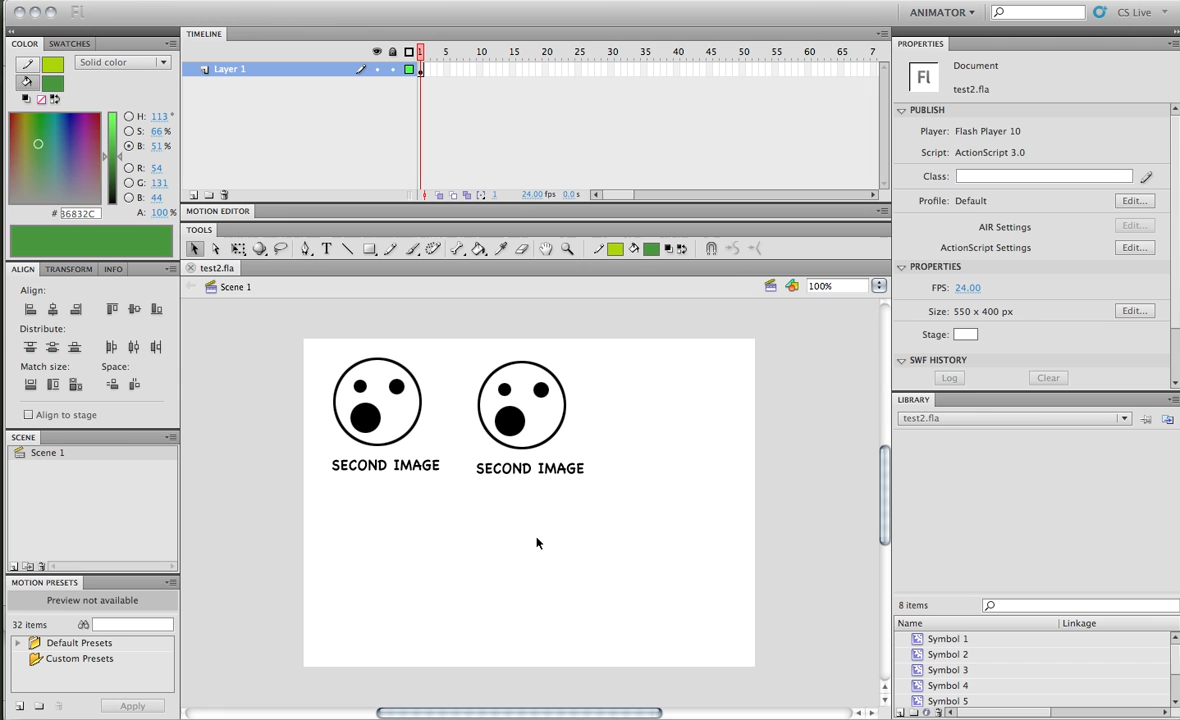 Fl
ANIMATOR
CS Live
COLOR
SWATCHES
Solid color
H: 113 °
S: 66 %
B: 51 %
R: 54
G: 131
B: 44
# 36832C
A: 100 %
ALIGN
TRANSFORM
INFO
Align:
Distribute:
Match size:
Space:
Align to stage
SCENE
Scene 1
MOTION PRESETS
Preview not available
32 items
Default Presets
Custom Presets
Apply
TIMELINE
1 5 10 15 20 25 30 35 40 45 50 55 60 65 7
Layer 1
1 24.00 fps 0.0 s
MOTION EDITOR
TOOLS
T
test2.fla
Scene 1
100%
SECOND IMAGE
SECOND IMAGE
PROPERTIES
Fl
Document
test2.fla
PUBLISH
Player: Flash Player 10
Script: ActionScript 3.0
Class:
Profile: Default
Edit...
AIR Settings
Edit...
ActionScript Settings
Edit...
PROPERTIES
FPS: 24.00
Size: 550 x 400 px
Edit...
Stage:
SWF HISTORY
Log
Clear
LIBRARY
test2.fla
8 items
Name
Linkage
Symbol 1
Symbol 2
Symbol 3
Symbol 4
Symbol 5